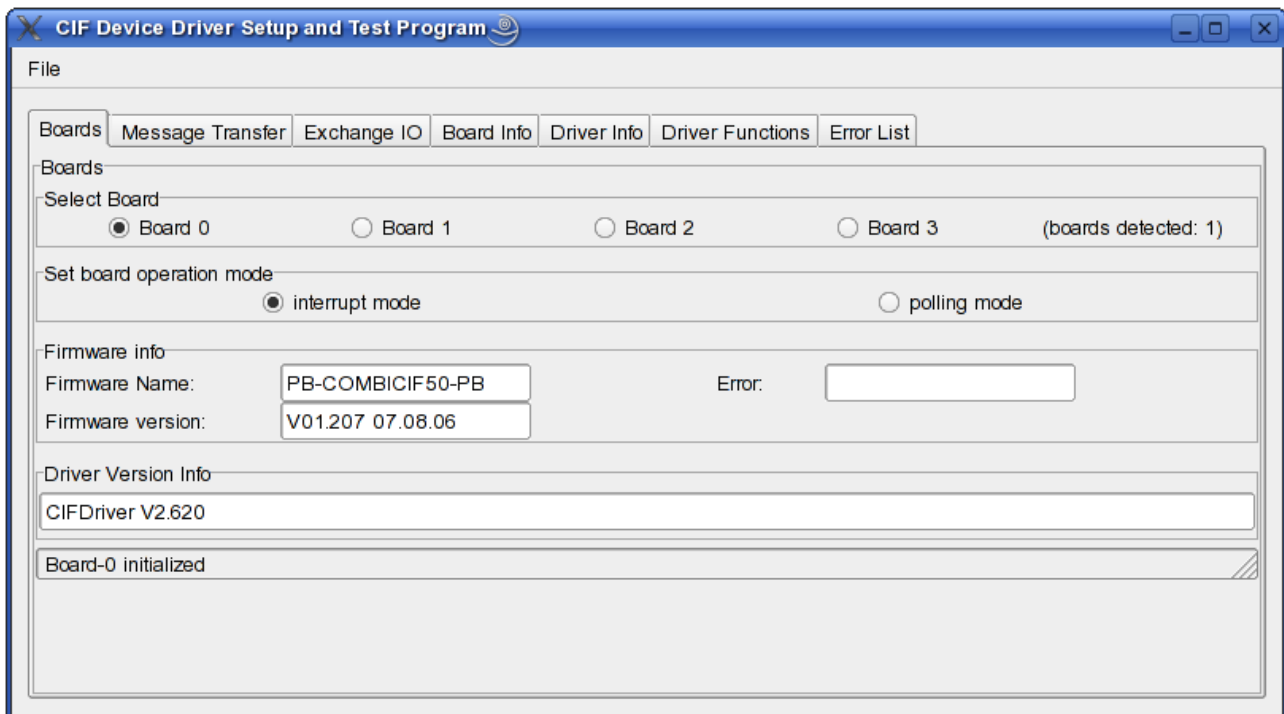 CIF Device Driver Setup and Test Program
File
Boards Message Transfer Exchange IO Board Info Driver Info Driver Functions Error List
Boards
Select Board
Board 0 Board 1 Board 2 Board 3 (boards detected: 1)
Set board operation mode
interrupt mode polling mode
Firmware info
Firmware Name: PB-COMBICIF50-PB Error:
Firmware version: V01.207 07.08.06
Driver Version Info
CIFDriver V2.620
Board-0 initialized